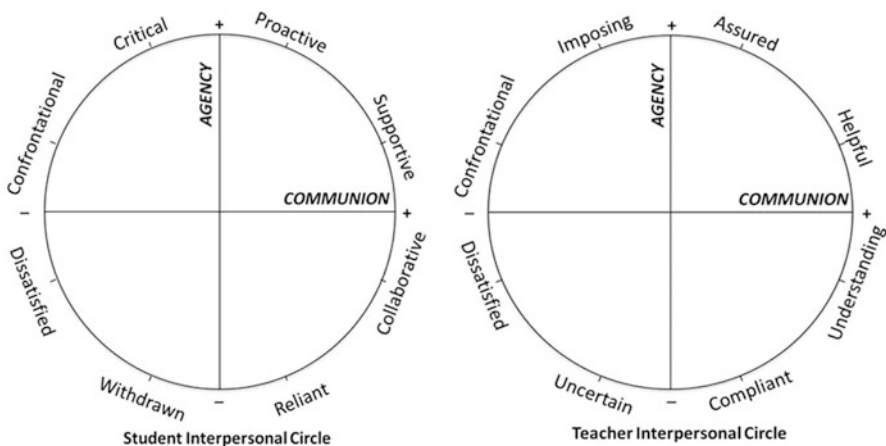 +
Critical
Proactive
Confrontational
AGENCY
Supportive
COMMUNION
–
+
Dissatisfied
Collaborative
Withdrawn
Reliant
–
Student Interpersonal Circle
+
Imposing
Assured
Confrontational
AGENCY
Helpful
COMMUNION
–
+
Dissatisfied
Understanding
Uncertain
Compliant
–
Teacher Interpersonal Circle